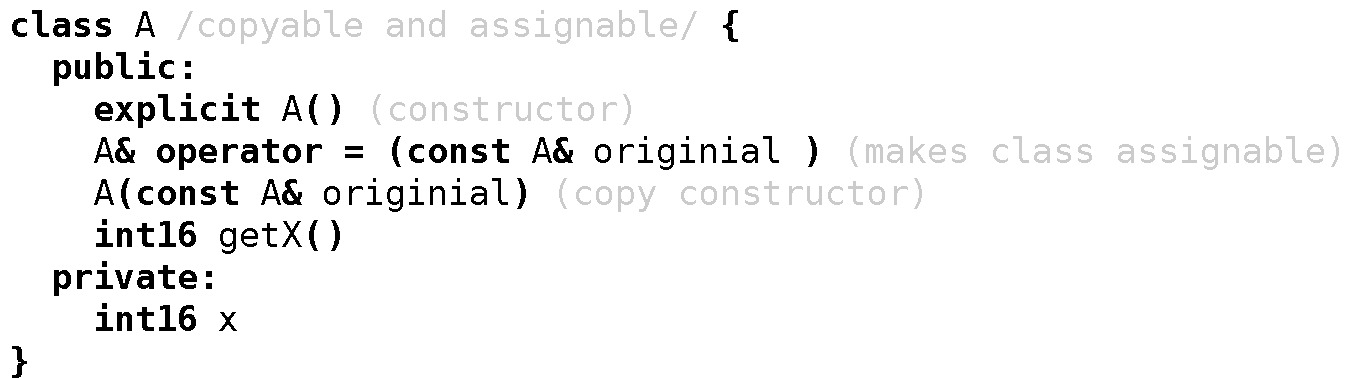 class A /copyable and assignable/ {
  public:
    explicit A() (constructor)
    A& operator = (const A& originial ) (makes class assignable)
    A(const A& originial) (copy constructor)
    int16 getX()
  private:
    int16 x
}